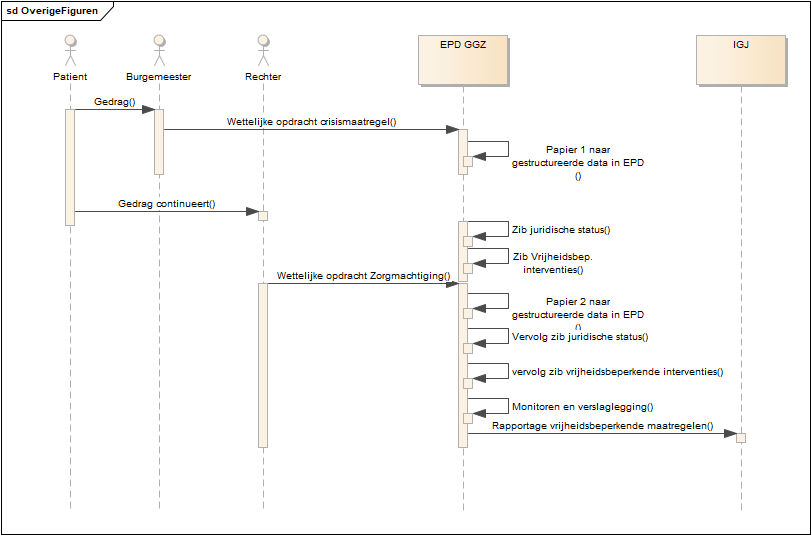 sd OverigeFiguren
EPD GGZ
IGJ
Patient
Burgemeester
Rechter
Gedrag()
Wettelijke opdracht crisismaatregel()
Papier 1 naar
gestructureerde data in EPD
()
Gedrag continueert()
Zib juridische status()
Zib Vrijheidsbep.
interventies()
Wettelijke opdracht Zorgmachtiging()
Papier 2 naar
gestructureerde data in EPD
()
Vervolg zib juridische status()
vervolg zib vrijheidsbeperkende interventies()
Monitoren en verslaglegging()
Rapportage vrijheidsbeperkende maatregelen()